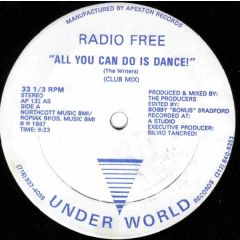 MANUFACTURED BY APEXTON RECORDS
RADIO FREE
"ALL YOU CAN DO IS DANCE!"
(The Writers)
(CLUB MIX)
33 1/3 RPM
STEREO
AP 132 AS
SIDE A
NORTHCOTT MUSIC BMI/
ROPIAK BROS. MUSIC BMI
© 1987
TIME: 6:23
PRODUCED & MIXED BY:
THE PRODUCERS
EDITED BY:
BOBBY "BONUS" BRADFORD
RECORDED AT:
A STUDIO
EXECUTIVE PRODUCER:
SILVIO TANCREDI
UNDER WORLD
RECORDS